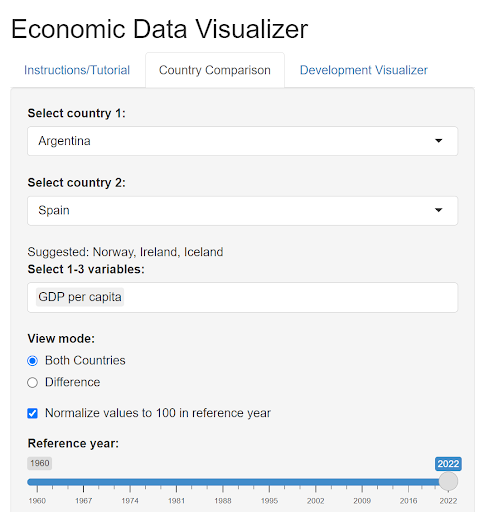 Economic Data Visualizer
Instructions/Tutorial Country Comparison Development Visualizer
Select country 1:
Argentina
Select country 2:
Spain
Suggested: Norway, Ireland, Iceland
Select 1-3 variables:
GDP per capita
View mode:
Both Countries
Difference
Normalize values to 100 in reference year
Reference year:
1960 2022
1960 1967 1974 1981 1988 1995 2002 2009 2016 2022